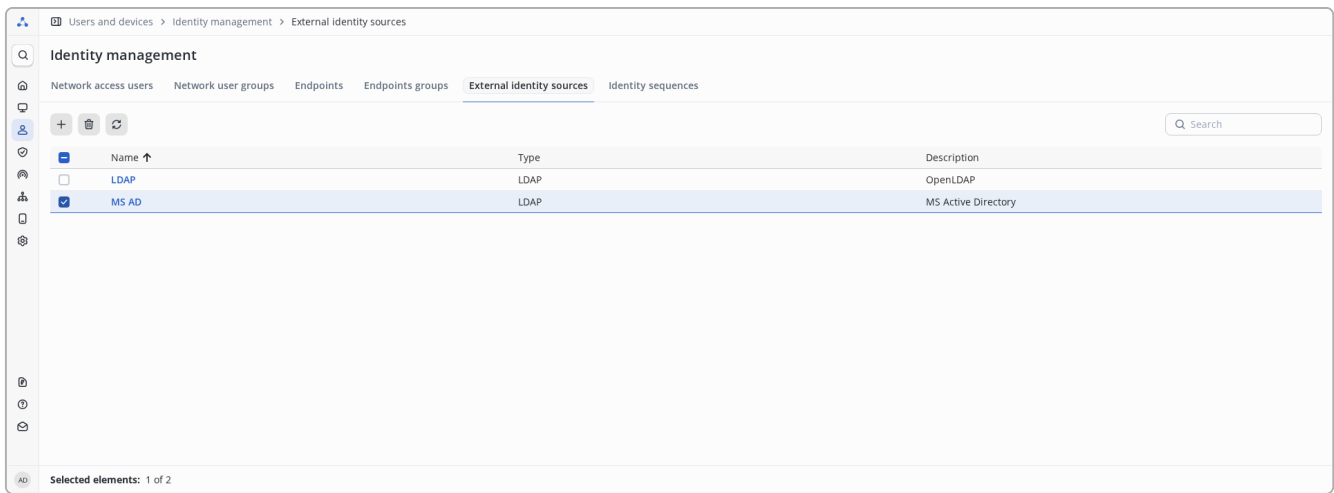 Users and devices > Identity management > External identity sources
Identity management
Network access users Network user groups Endpoints Endpoints groups External identity sources Identity sequences
Search
Name Type Description
LDAP LDAP OpenLDAP
MS AD LDAP MS Active Directory
AD Selected elements: 1 of 2